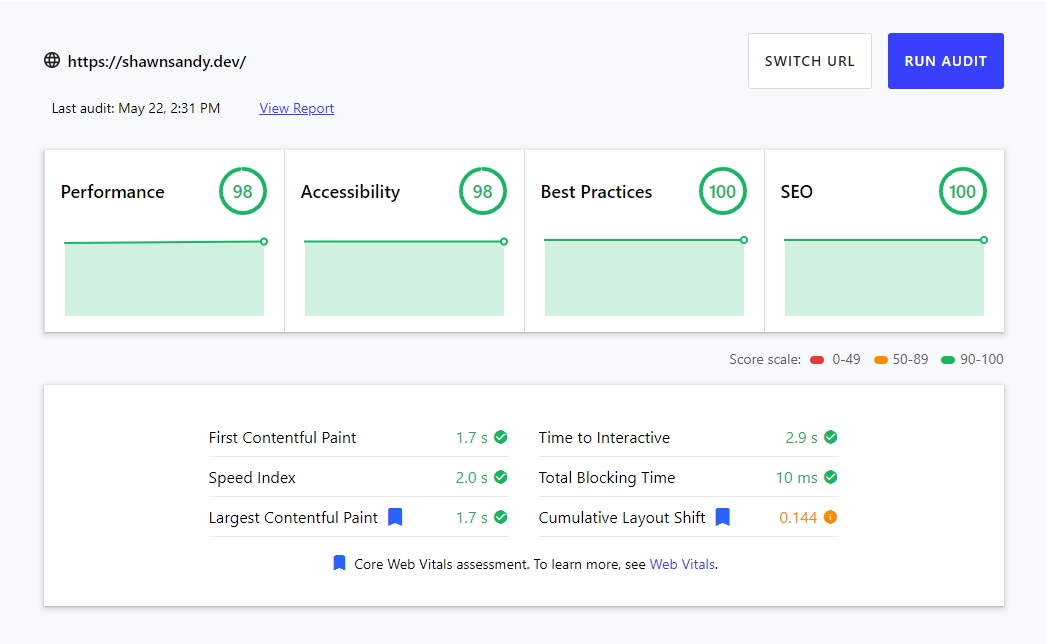 https://shawnsandy.dev/
SWITCH URL
RUN AUDIT
Last audit: May 22, 2:31 PM View Report
Performance 98
Accessibility 98
Best Practices 100
SEO 100
Score scale: 0-49 50-89 90-100
First Contentful Paint 1.7 s
Time to Interactive 2.9 s
Speed Index 2.0 s
Total Blocking Time 10 ms
Largest Contentful Paint 1.7 s
Cumulative Layout Shift 0.144
Core Web Vitals assessment. To learn more, see Web Vitals.